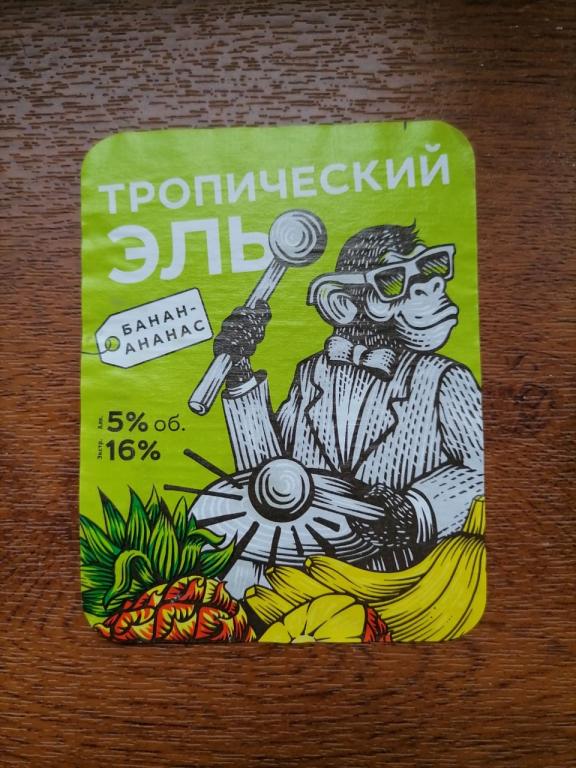 ТРОПИЧЕСКИЙ
ЭЛЬ
БАНАН-
АНАНАС
Алк. 5% об.
Экстр. 16%